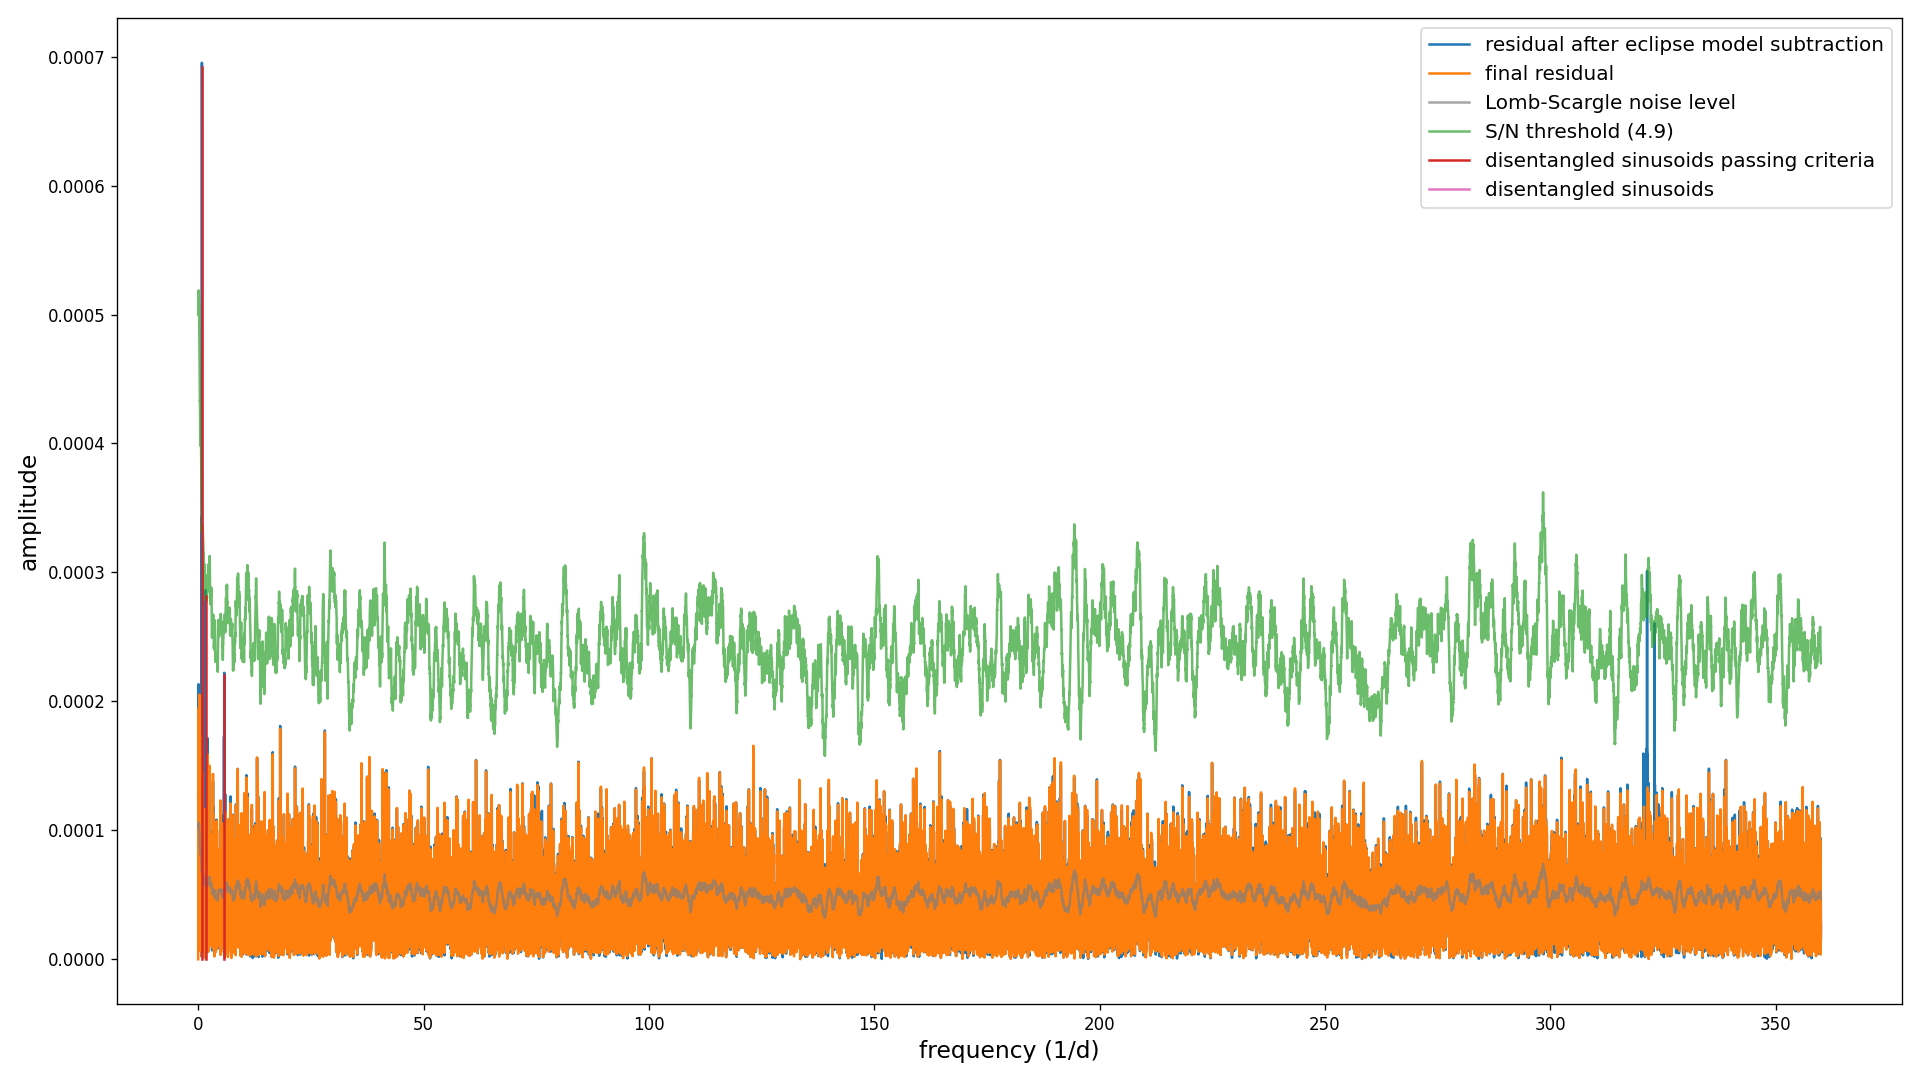 residual after eclipse model subtraction
final residual
Lomb-Scargle noise level
S/N threshold (4.9)
disentangled sinusoids passing criteria
disentangled sinusoids
0.0007
0.0006
0.0005
0.0004
0.0003
0.0002
0.0001
0.0000
amplitude
0 50 100 150 200 250 300 350
frequency (1/d)